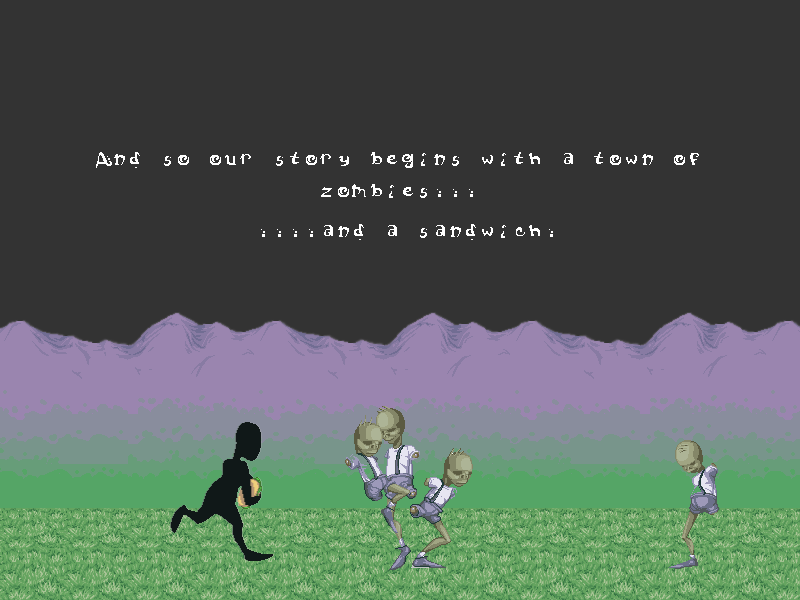 And so our story begins with a town of
zombies...
....and a sandwich.